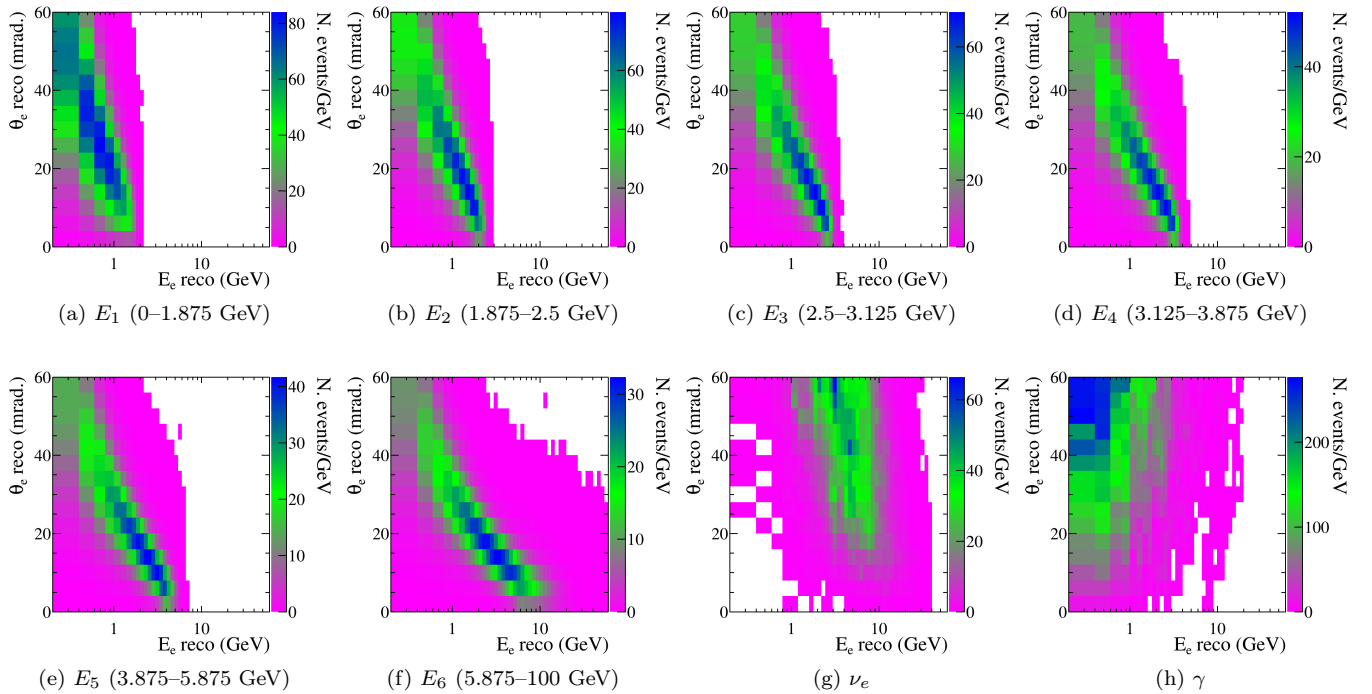 60
40
20
0
θe reco (mrad.)
1
10
Ee reco (GeV)
80
60
40
20
0
N. events/GeV
(a) E1 (0–1.875 GeV)
60
40
20
0
θe reco (mrad.)
1
10
Ee reco (GeV)
60
40
20
0
N. events/GeV
(b) E2 (1.875–2.5 GeV)
60
40
20
0
θe reco (mrad.)
1
10
Ee reco (GeV)
60
40
20
0
N. events/GeV
(c) E3 (2.5–3.125 GeV)
60
40
20
0
θe reco (mrad.)
1
10
Ee reco (GeV)
40
20
0
N. events/GeV
(d) E4 (3.125–3.875 GeV)
60
40
20
0
θe reco (mrad.)
1
10
Ee reco (GeV)
40
30
20
10
0
N. events/GeV
(e) E5 (3.875–5.875 GeV)
60
40
20
0
θe reco (mrad.)
1
10
Ee reco (GeV)
30
20
10
0
N. events/GeV
(f) E6 (5.875–100 GeV)
60
40
20
0
θe reco (mrad.)
1
10
Ee reco (GeV)
60
40
20
0
N. events/GeV
(g) νe
60
40
20
0
θe reco (mrad.)
1
10
Ee reco (GeV)
200
100
0
N. events/GeV
(h) γ